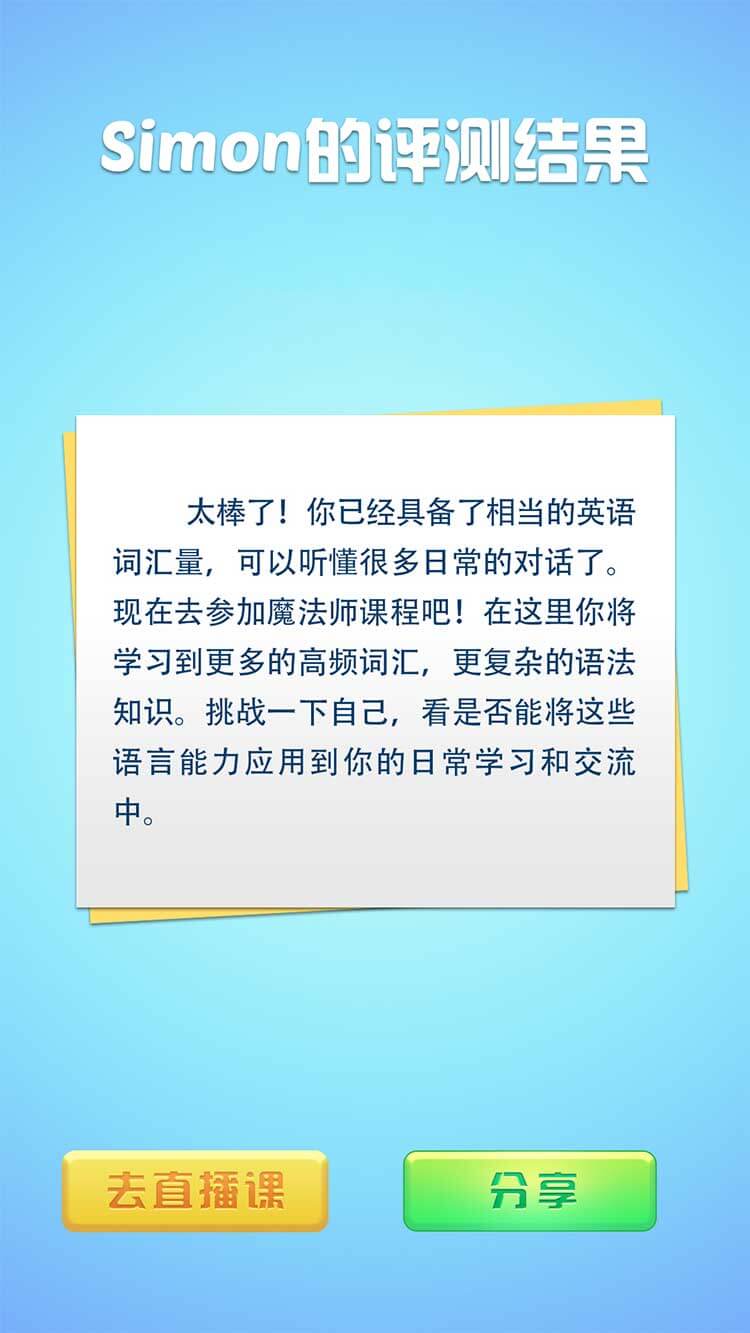 Simon的评测结果
太棒了！你已经具备了相当的英语
词汇量，可以听懂很多日常的对话了。
现在去参加魔法师课程吧！在这里你将
学习到更多的高频词汇，更复杂的语法
知识。挑战一下自己，看是否能将这些
语言能力应用到你的日常学习和交流
中。
去直播课
分享